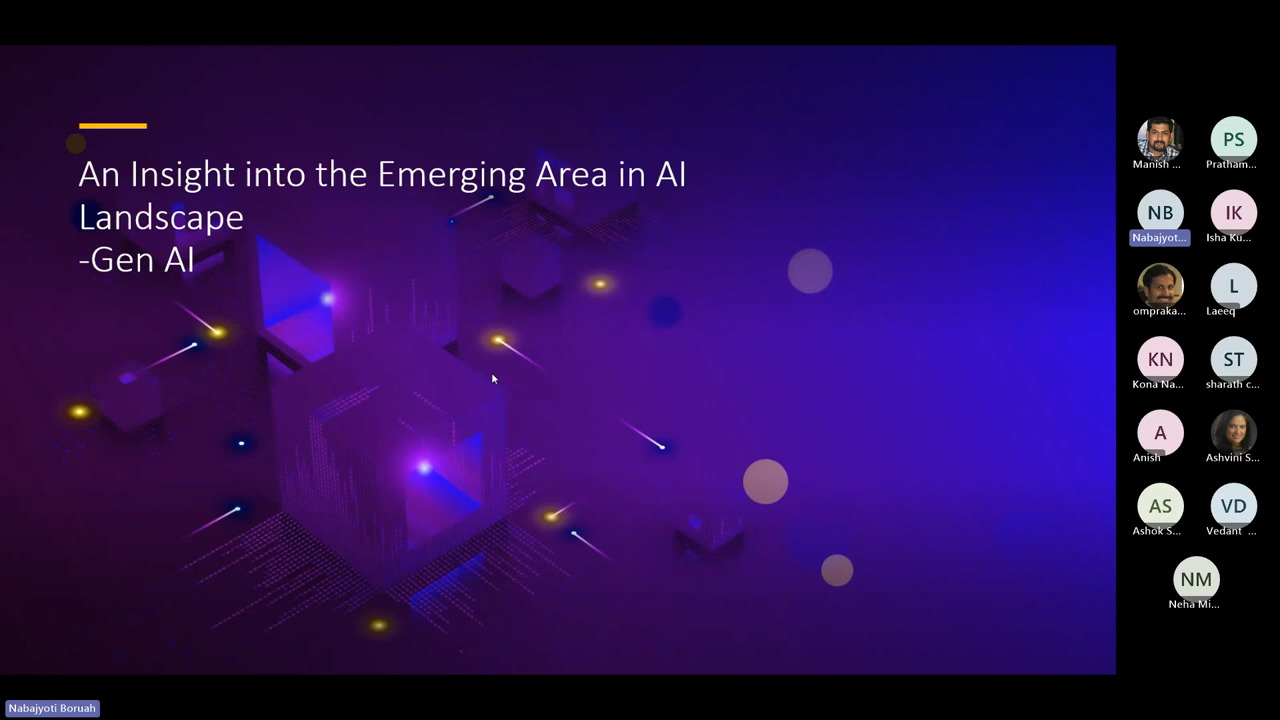 An Insight into the Emerging Area in AI
Landscape
-Gen AI
Manish ...
PS
Pratham...
NB
Nabajyot...
IK
Isha Ku...
ompraka...
L
Laeeq
KN
Kona Na...
ST
sharath c...
A
Anish
Ashvini S...
AS
Ashok S...
VD
Vedant ...
NM
Neha Mi...
Nabajyoti Boruah